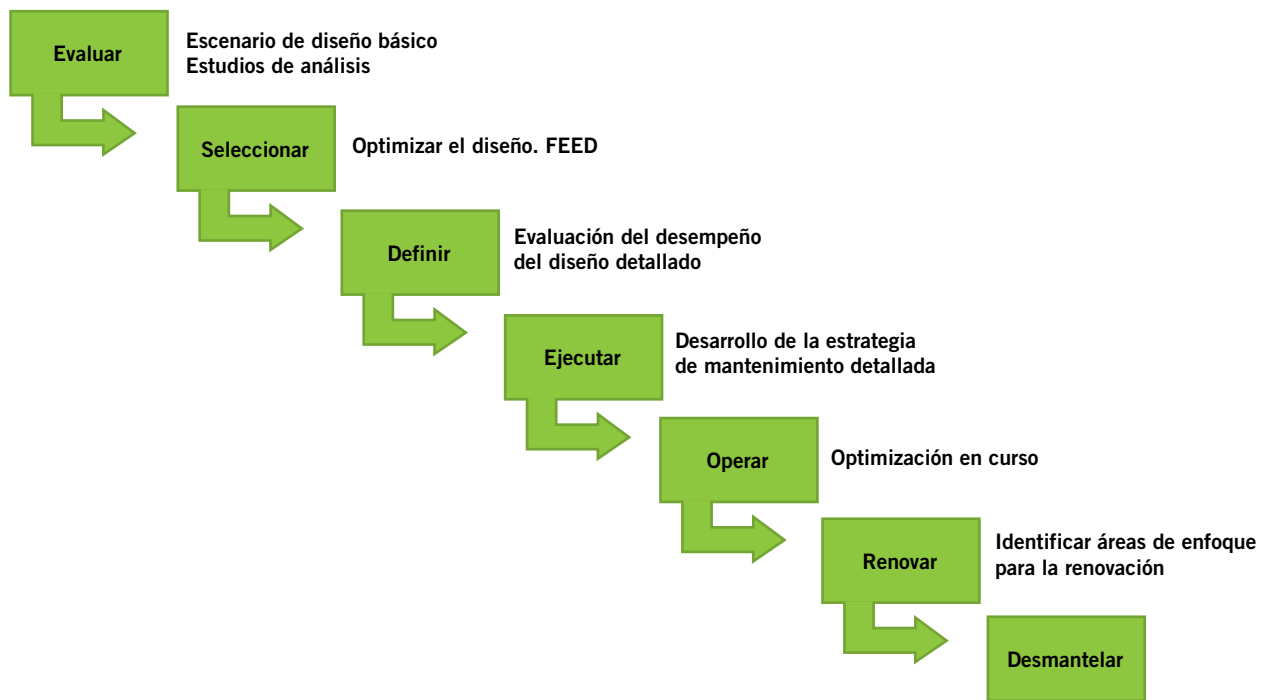 Evaluar
Escenario de diseño básico
Estudios de análisis
Seleccionar
Optimizar el diseño. FEED
Definir
Evaluación del desempeño
del diseño detallado
Ejecutar
Desarrollo de la estrategia
de mantenimiento detallada
Operar
Optimización en curso
Renovar
Identificar áreas de enfoque
para la renovación
Desmantelar